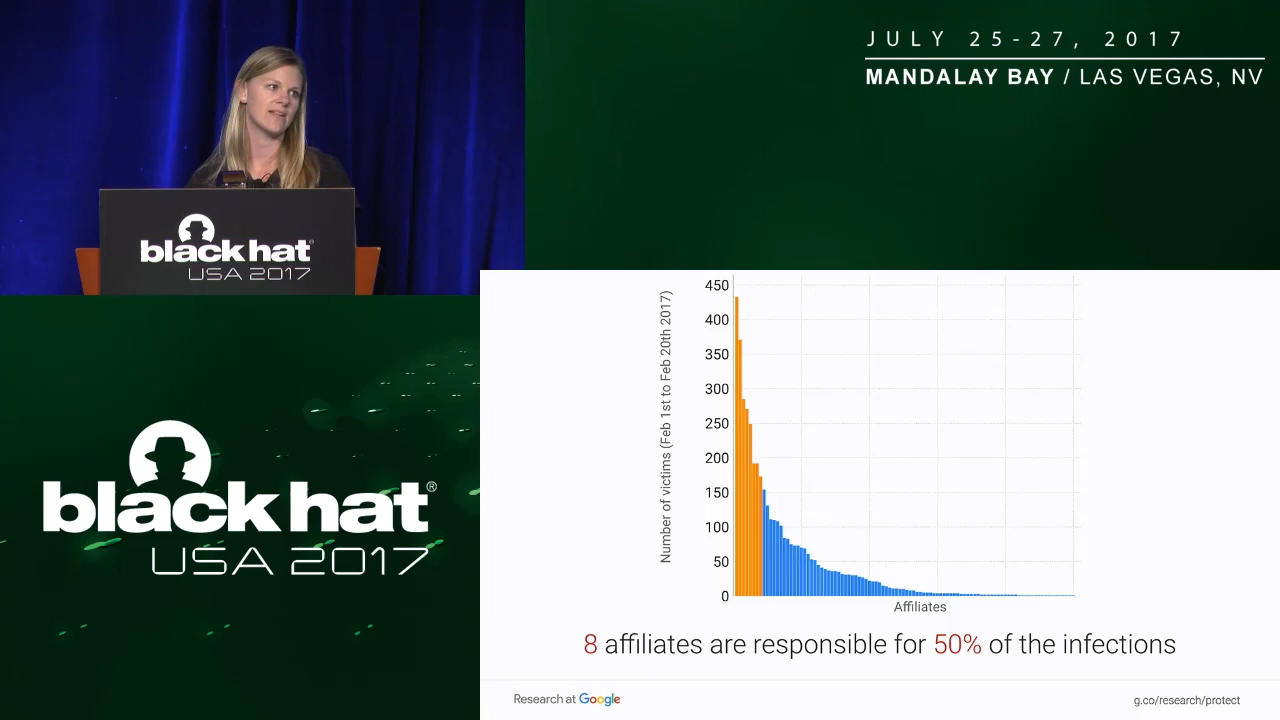 JULY 25-27, 2017
MANDALAY BAY / LAS VEGAS, NV
black hat
USA 2017
black hat®
USA 2017
Number of victims (Feb 1st to Feb 20th 2017)
450
400
350
300
250
200
150
100
50
0
Affiliates
8 affiliates are responsible for 50% of the infections
Research at Google
g.co/research/protect